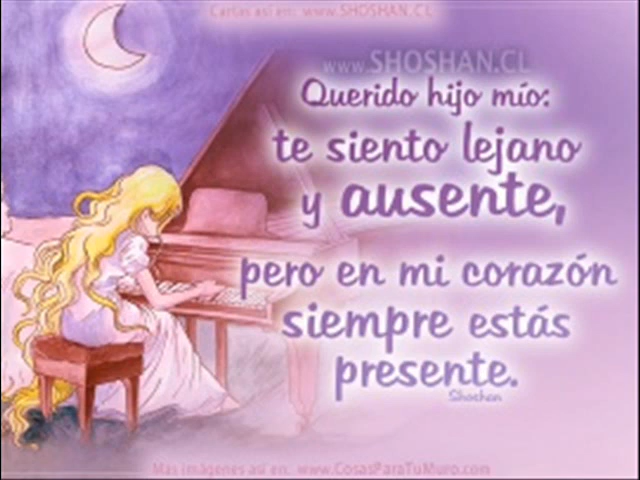 Cartas así en: www.SHOSHAN.CL
www.SHOSHAN.CL
Querido hijo mío:
te siento lejano
y ausente,
pero en mi corazón
siempre estás
presente.
Shoshan
Más imágenes así en: www.CosasParaTuMuro.com